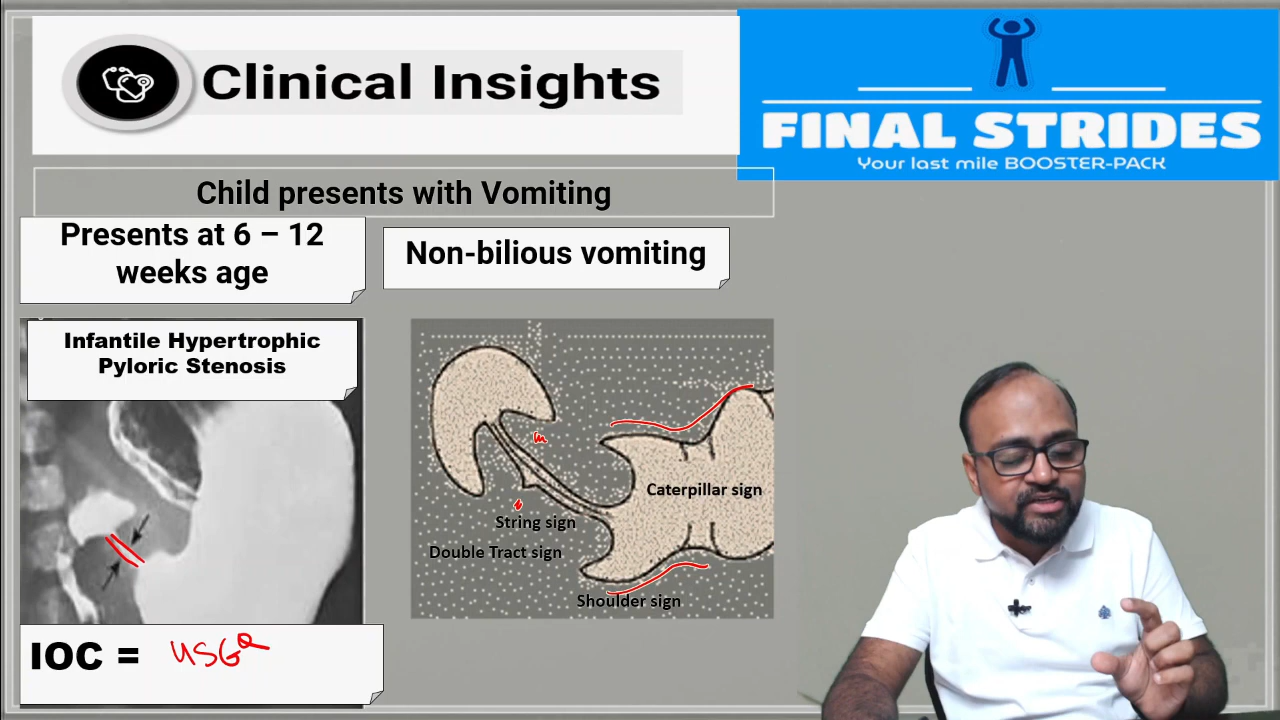 Clinical Insights
FINAL STRIDES
Your last mile BOOSTER-PACK
Child presents with Vomiting
Presents at 6 – 12
weeks age
Non-bilious vomiting
Infantile Hypertrophic
Pyloric Stenosis
Caterpillar sign
String sign
Double Tract sign
Shoulder sign
IOC = USG